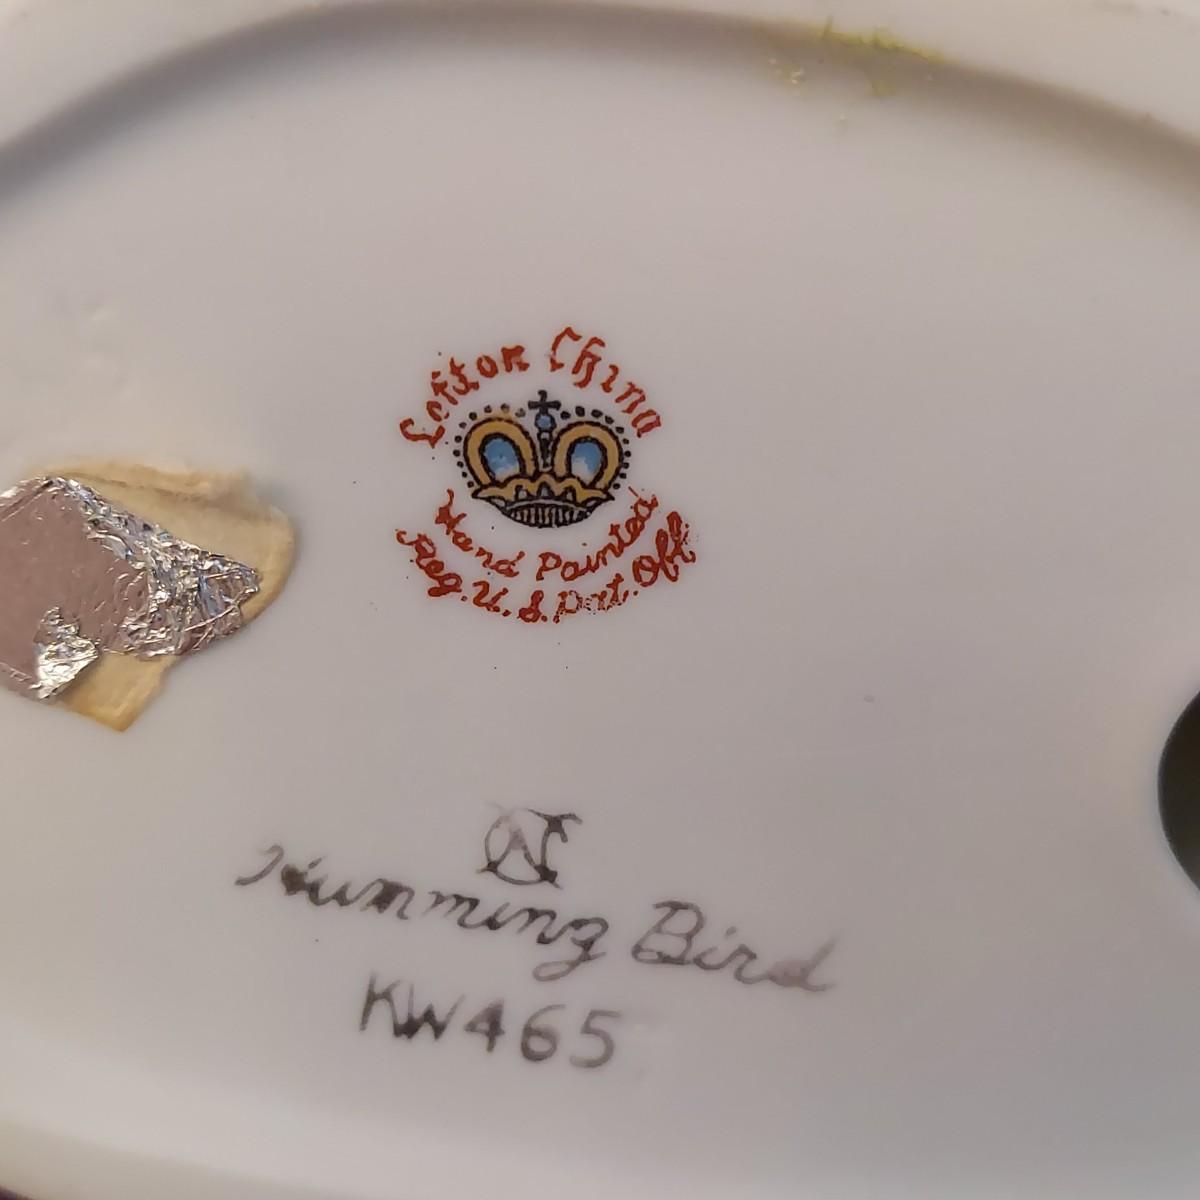 Lefton China
Hand Painted
Reg. U. S. Pat. Off.
Humming Bird
KW465